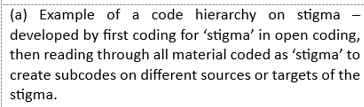 (a) Example of a code hierarchy on stigma –
developed by first coding for ‘stigma’ in open coding,
then reading through all material coded as ‘stigma’ to
create subcodes on different sources or targets of the
stigma.